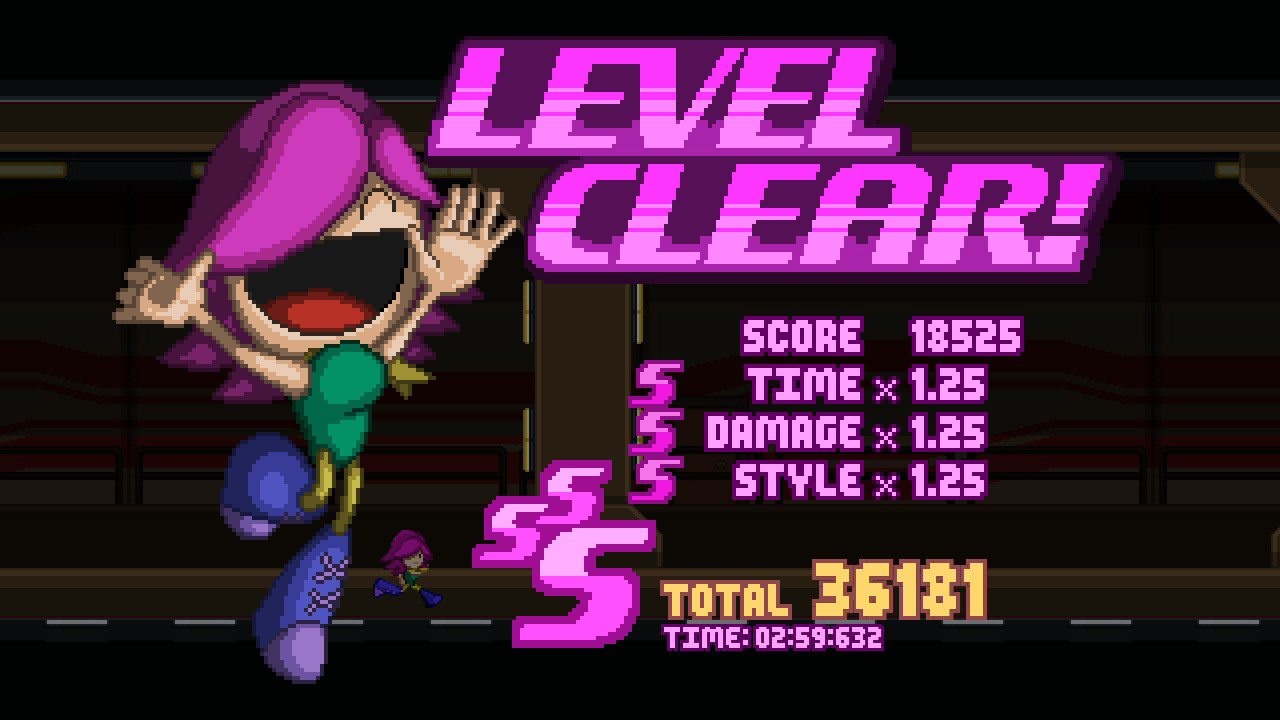 LEVEL
CLEAR!
SCORE 18525
S TIME x 1.25
S DAMAGE x 1.25
S STYLE x 1.25
SSS
TOTAL 36181
TIME: 02:59:632